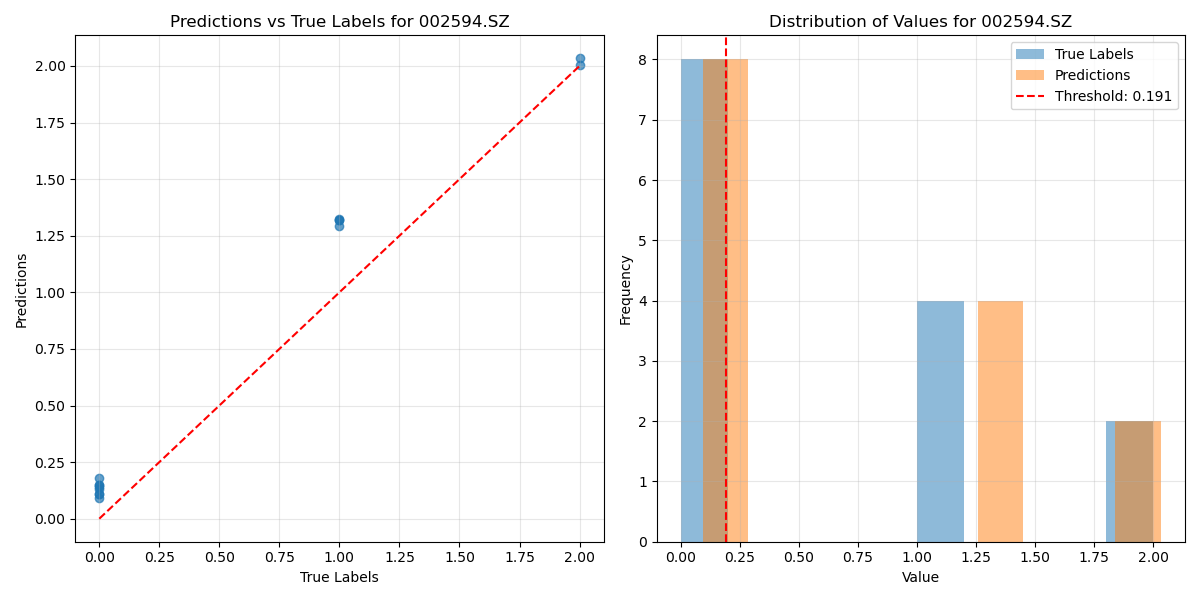 Predictions vs True Labels for 002594.SZ
Predictions
2.00
1.75
1.50
1.25
1.00
0.75
0.50
0.25
0.00
0.00 0.25 0.50 0.75 1.00 1.25 1.50 1.75 2.00
True Labels
Distribution of Values for 002594.SZ
True Labels
Predictions
Threshold: 0.191
Frequency
8
7
6
5
4
3
2
1
0
0.00 0.25 0.50 0.75 1.00 1.25 1.50 1.75 2.00
Value